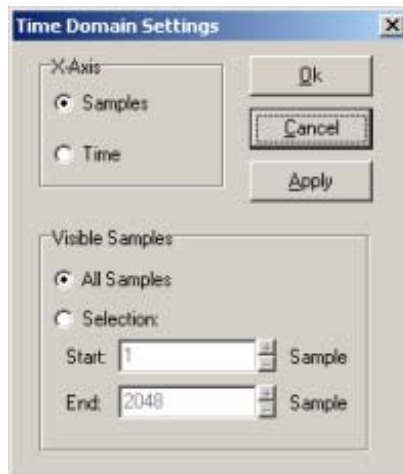 Time Domain Settings
X-Axis
Samples
Time
Ok
Cancel
Apply
Visible Samples
All Samples
Selection:
Start: 1 Sample
End: 2048 Sample